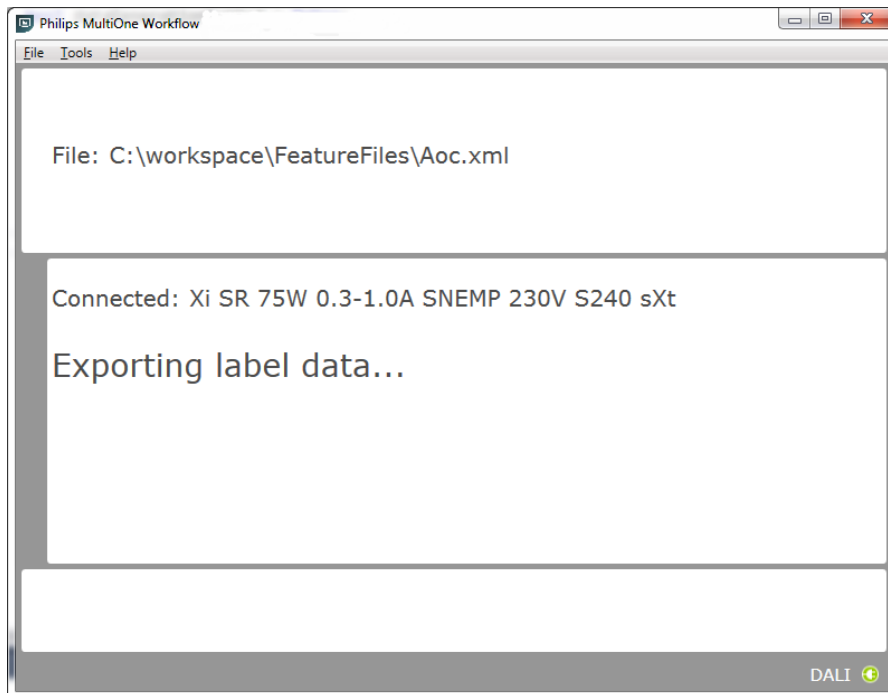 Philips MultiOne Workflow
File Tools Help
File: C:\workspace\FeatureFiles\Aoc.xml
Connected: Xi SR 75W 0.3-1.0A SNEMP 230V S240 sXt
Exporting label data...
DALI